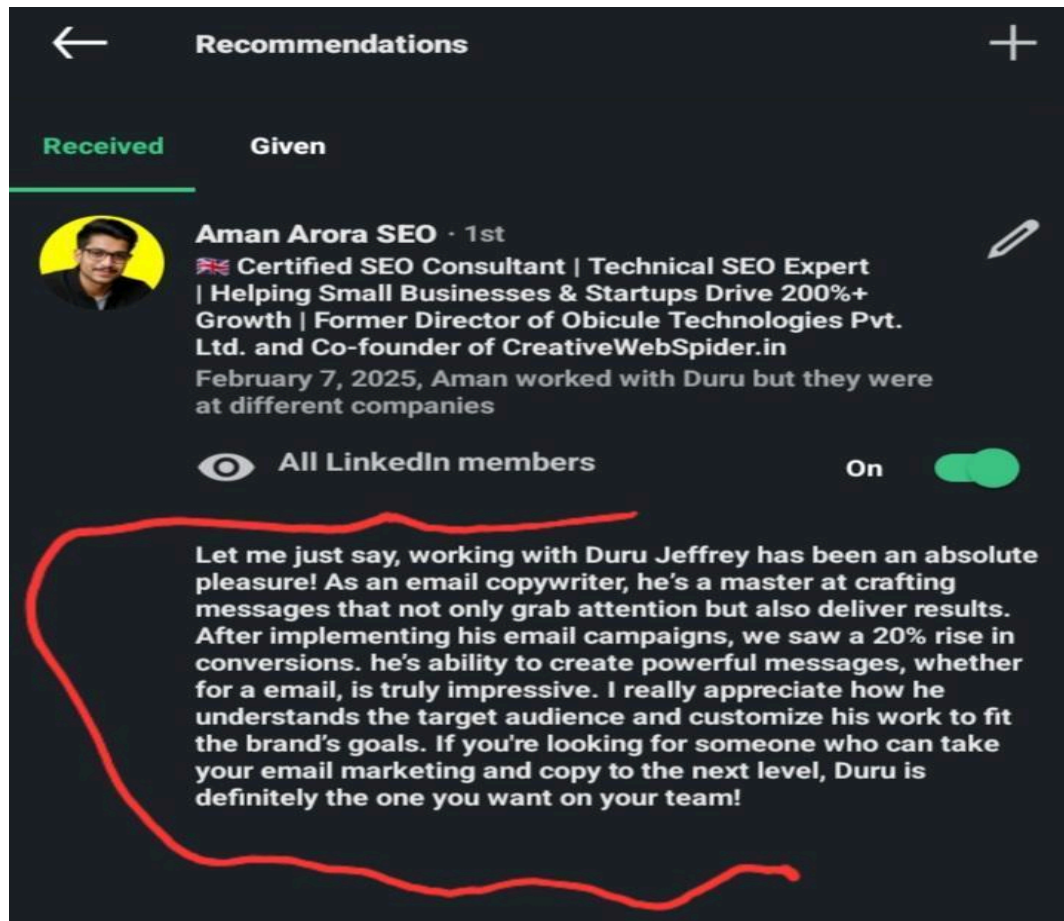 Recommendations
Received Given
Aman Arora SEO · 1st
🇬🇧 Certified SEO Consultant | Technical SEO Expert
| Helping Small Businesses & Startups Drive 200%+
Growth | Former Director of Obicule Technologies Pvt.
Ltd. and Co-founder of CreativeWebSpider.in
February 7, 2025, Aman worked with Duru but they were
at different companies
All LinkedIn members On
Let me just say, working with Duru Jeffrey has been an absolute
pleasure! As an email copywriter, he's a master at crafting
messages that not only grab attention but also deliver results.
After implementing his email campaigns, we saw a 20% rise in
conversions. he's ability to create powerful messages, whether
for a email, is truly impressive. I really appreciate how he
understands the target audience and customize his work to fit
the brand's goals. If you're looking for someone who can take
your email marketing and copy to the next level, Duru is
definitely the one you want on your team!